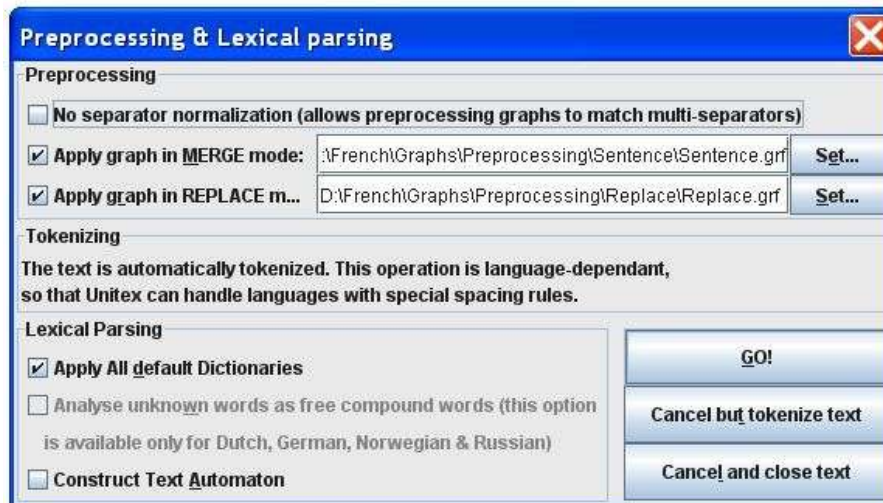 Preprocessing & Lexical parsing
Preprocessing
No separator normalization (allows preprocessing graphs to match multi-separators)
Apply graph in MERGE mode: :\French\Graphs\Preprocessing\Sentence\Sentence.grf Set...
Apply graph in REPLACE m... D:\French\Graphs\Preprocessing\Replace\Replace.grf Set...
Tokenizing
The text is automatically tokenized. This operation is language-dependant,
so that Unitex can handle languages with special spacing rules.
Lexical Parsing
Apply All default Dictionaries
Analyse unknown words as free compound words (this option
is available only for Dutch, German, Norwegian & Russian)
Construct Text Automaton
GO!
Cancel but tokenize text
Cancel and close text